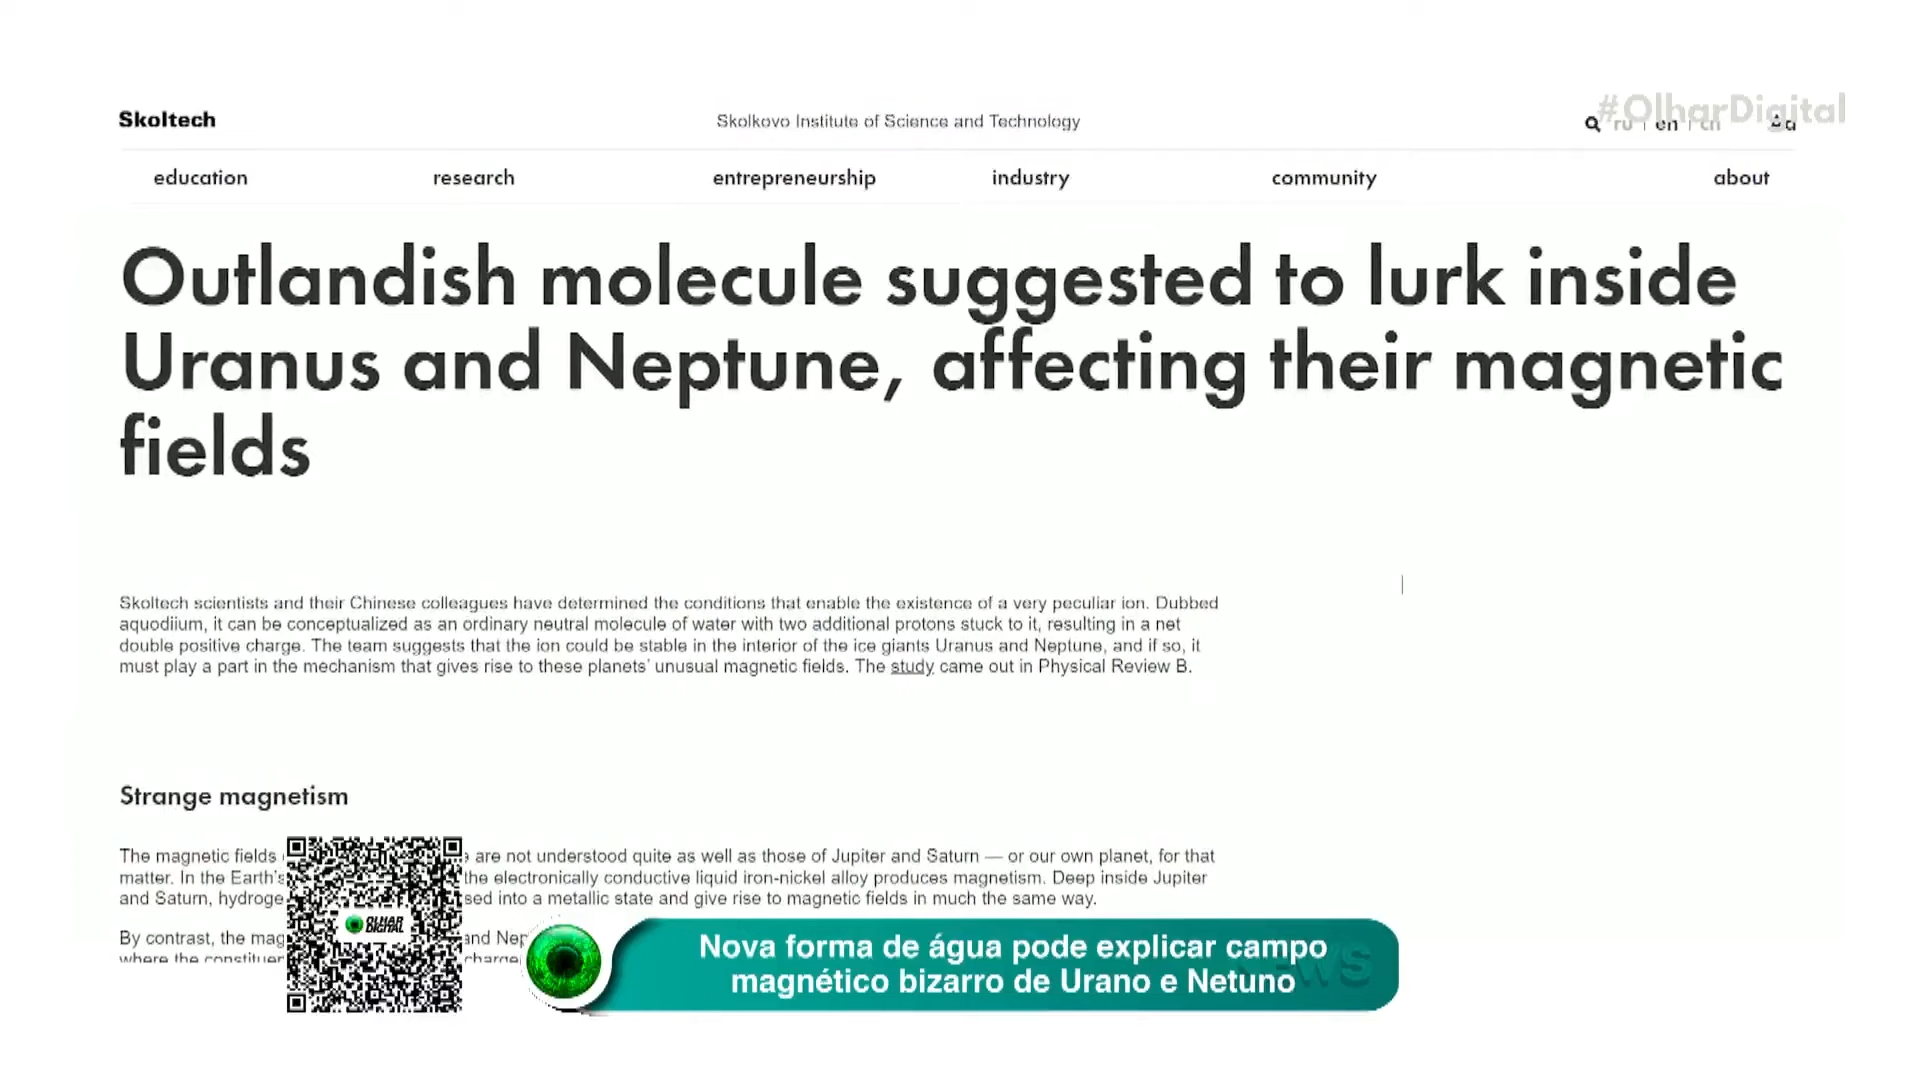 #OlharDigital
Skoltech
Skolkovo Institute of Science and Technology
ru en cn
education research entrepreneurship industry community about
Outlandish molecule suggested to lurk inside
Uranus and Neptune, affecting their magnetic
fields
Skoltech scientists and their Chinese colleagues have determined the conditions that enable the existence of a very peculiar ion. Dubbed
aquodiium, it can be conceptualized as an ordinary neutral molecule of water with two additional protons stuck to it, resulting in a net
double positive charge. The team suggests that the ion could be stable in the interior of the ice giants Uranus and Neptune, and if so, it
must play a part in the mechanism that gives rise to these planets' unusual magnetic fields. The study came out in Physical Review B.
Strange magnetism
The magnetic fields are not understood quite as well as those of Jupiter and Saturn — or our own planet, for that
matter. In the Earth's the electronically conductive liquid iron-nickel alloy produces magnetism. Deep inside Jupiter
and Saturn, hydroge sed into a metallic state and give rise to magnetic fields in much the same way.
By contrast, the mag and Nep
where the constituen charge
OLHAR
DIGITAL
Nova forma de água pode explicar campo
magnético bizarro de Urano e Netuno